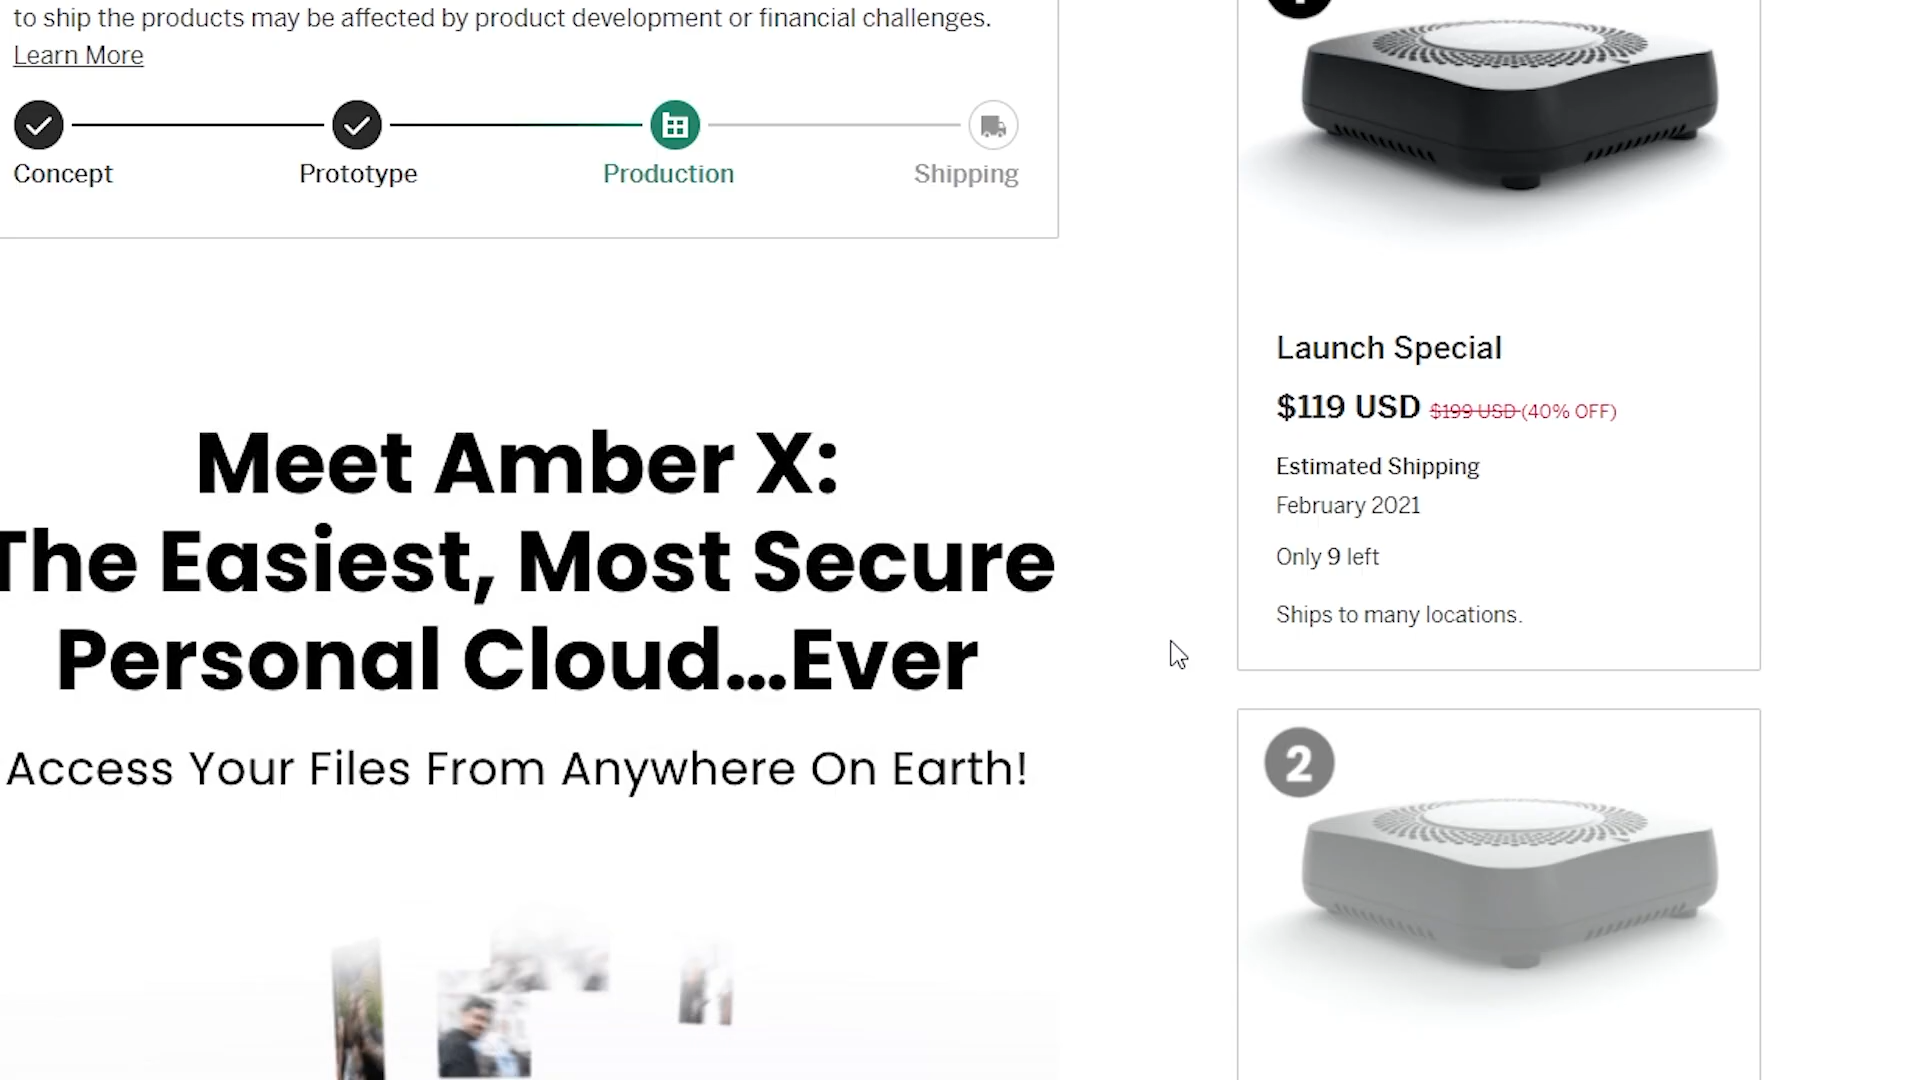 to ship the products may be affected by product development or financial challenges.
Learn More
Concept
Prototype
Production
Shipping
Meet Amber X:
The Easiest, Most Secure
Personal Cloud...Ever
Access Your Files From Anywhere On Earth!
Launch Special
$119 USD $199 USD (40% OFF)
Estimated Shipping
February 2021
Only 9 left
Ships to many locations.
2